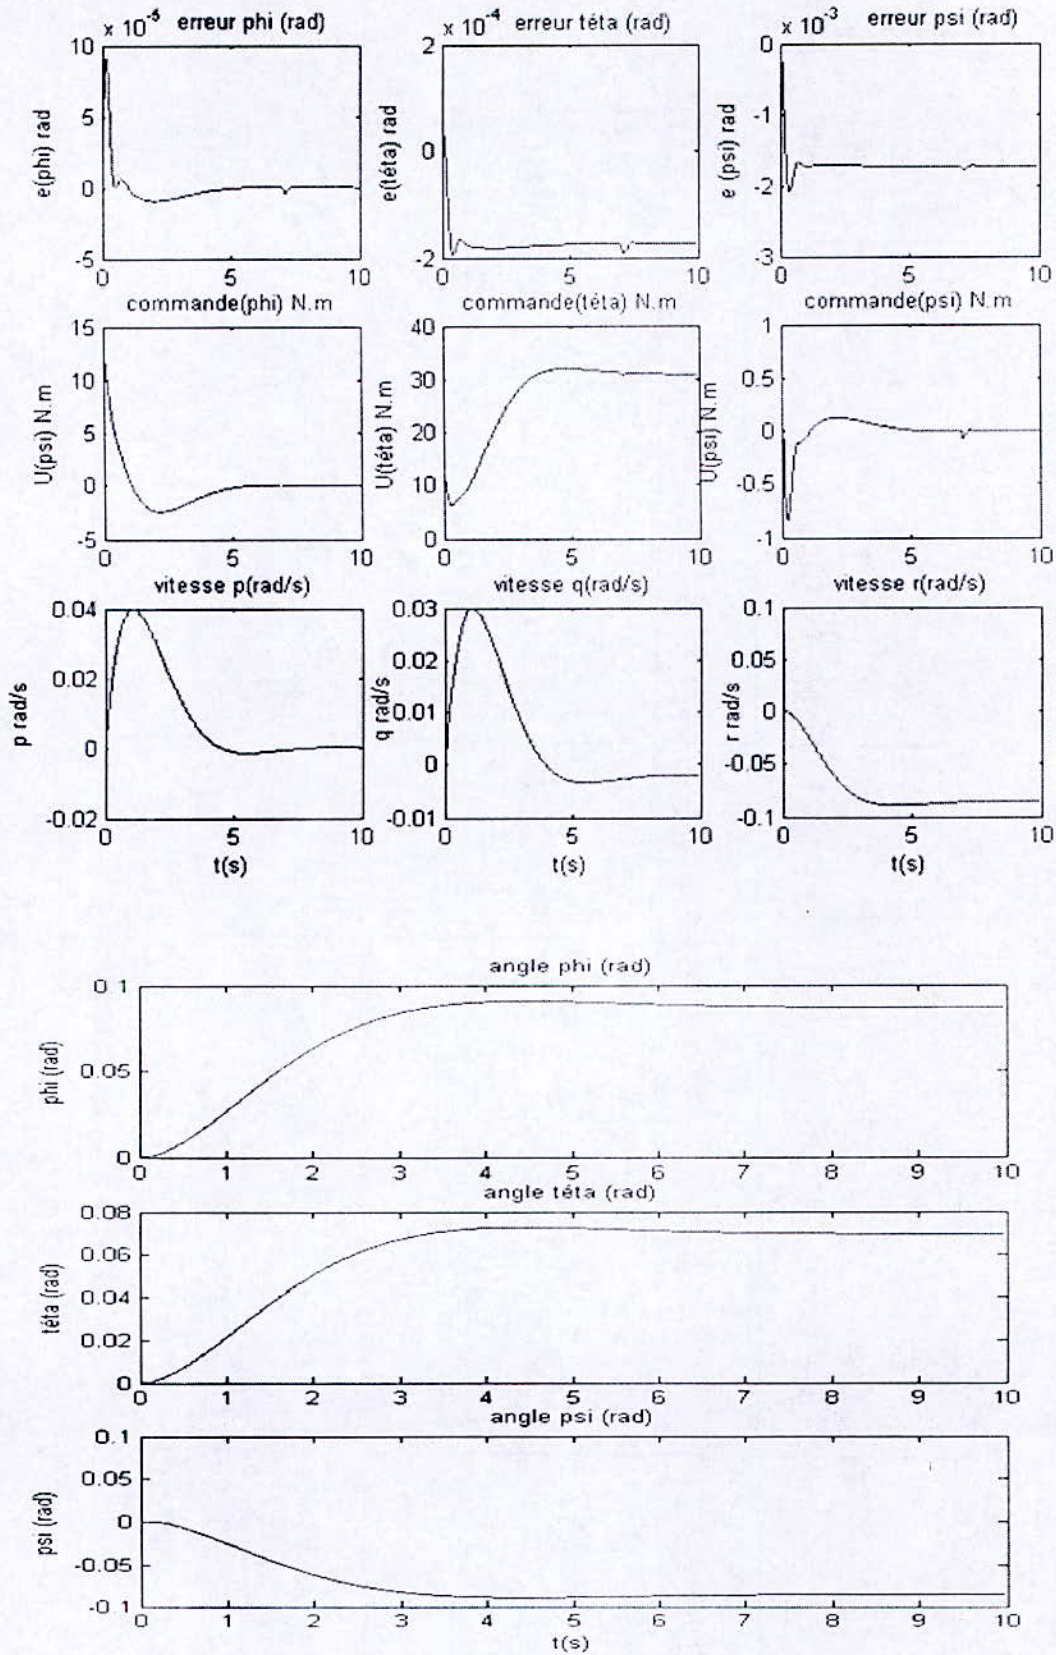 x 10-5 erreur phi (rad)
x 10-4 erreur téta (rad)
x 10-3 erreur psi (rad)
10
5
0
-5
e(phi) rad
0 5 10
2
0
-2
e(téta) rad
0 5 10
0
-1
-2
-3
e (psi) rad
0 5 10
commande(phi) N.m
commande(téta) N.m
commande(psi) N.m
15
10
5
0
-5
U(psi) N.m
0 5 10
40
30
20
10
0
U(téta) N.m
0 5 10
1
0.5
0
-0.5
-1
U(psi) N.m
0 5 10
vitesse p(rad/s)
vitesse q(rad/s)
vitesse r(rad/s)
0.04
0.02
0
-0.02
p rad/s
0 5 10
t(s)
0.03
0.02
0.01
0
-0.01
q rad/s
0 5 10
t(s)
0.1
0.05
0
-0.05
-0.1
r rad/s
0 5 10
t(s)
angle phi (rad)
0.1
0.05
0
phi (rad)
0 1 2 3 4 5 6 7 8 9 10
angle téta (rad)
0.08
0.06
0.04
0.02
0
téta (rad)
0 1 2 3 4 5 6 7 8 9 10
angle psi (rad)
0.1
0.05
0
-0.05
-0.1
psi (rad)
0 1 2 3 4 5 6 7 8 9 10
t(s)